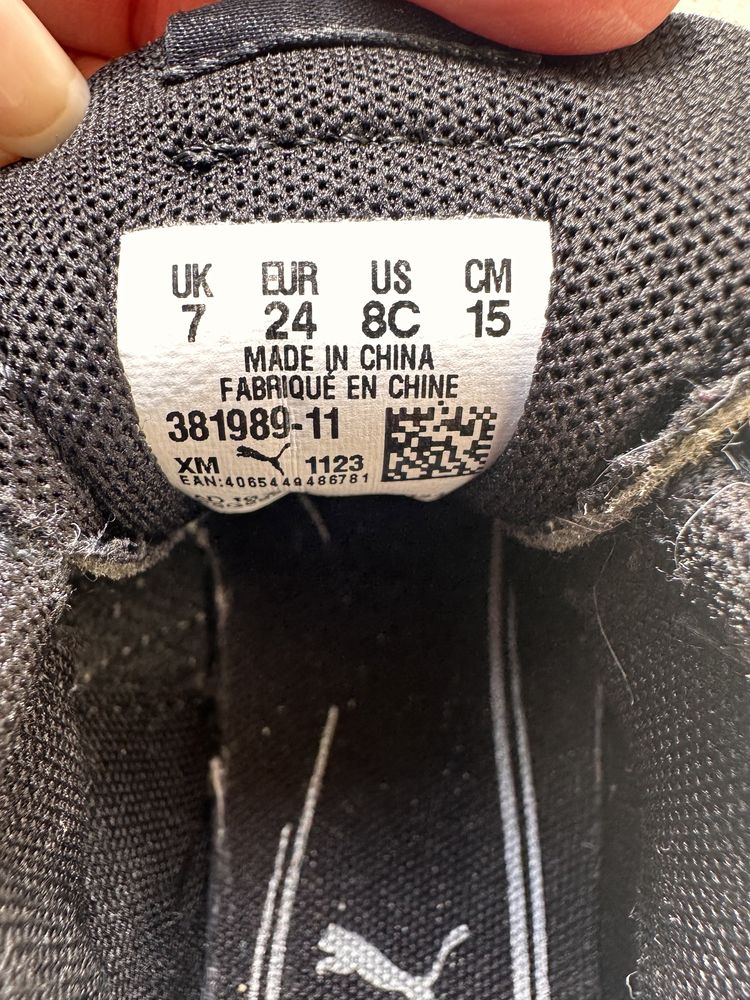 UK EUR US CM
7 24 8C 15
MADE IN CHINA
FABRIQUÉ EN CHINE
381989-11
XM 1123
EAN:4065449486781